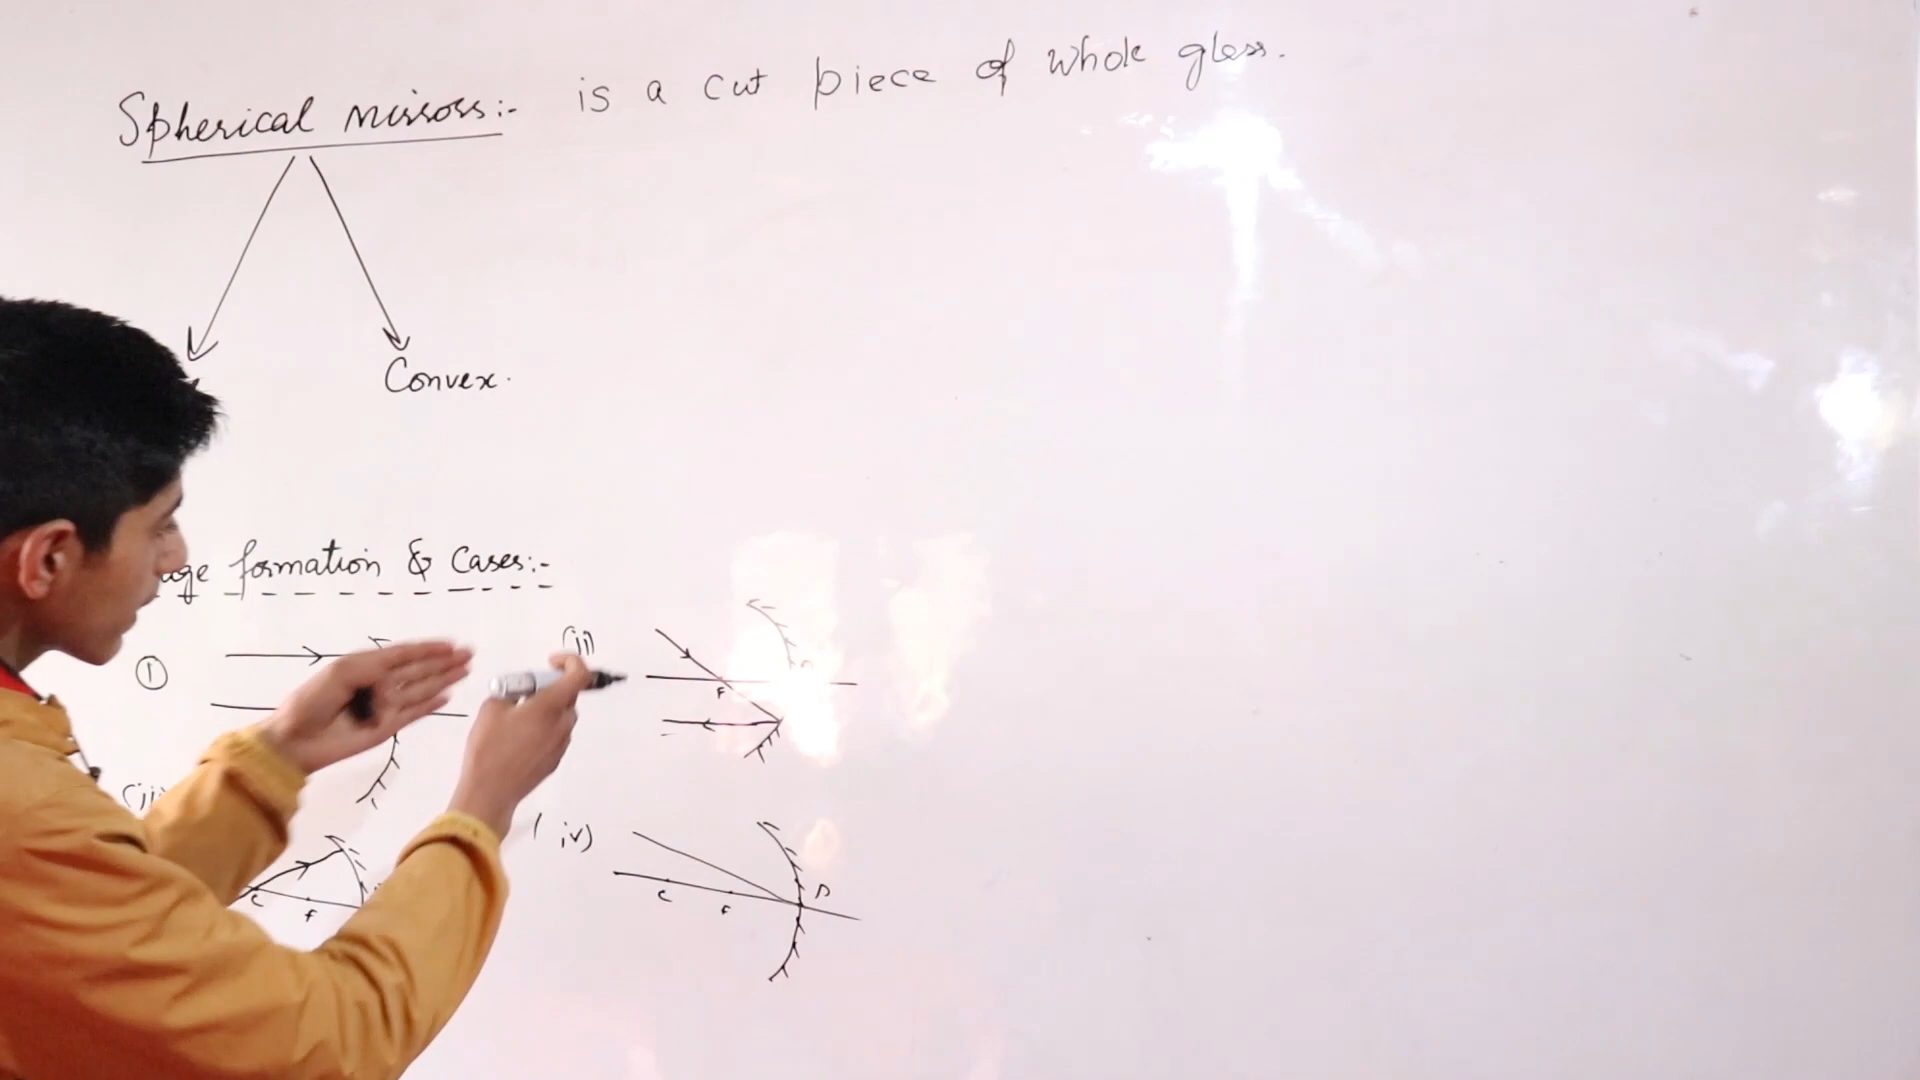 Spherical mirrors:- is a cut piece of whole glass.
Convex.
formation & Cases:-
1
(ii)
F
(iv)
C F
C F P